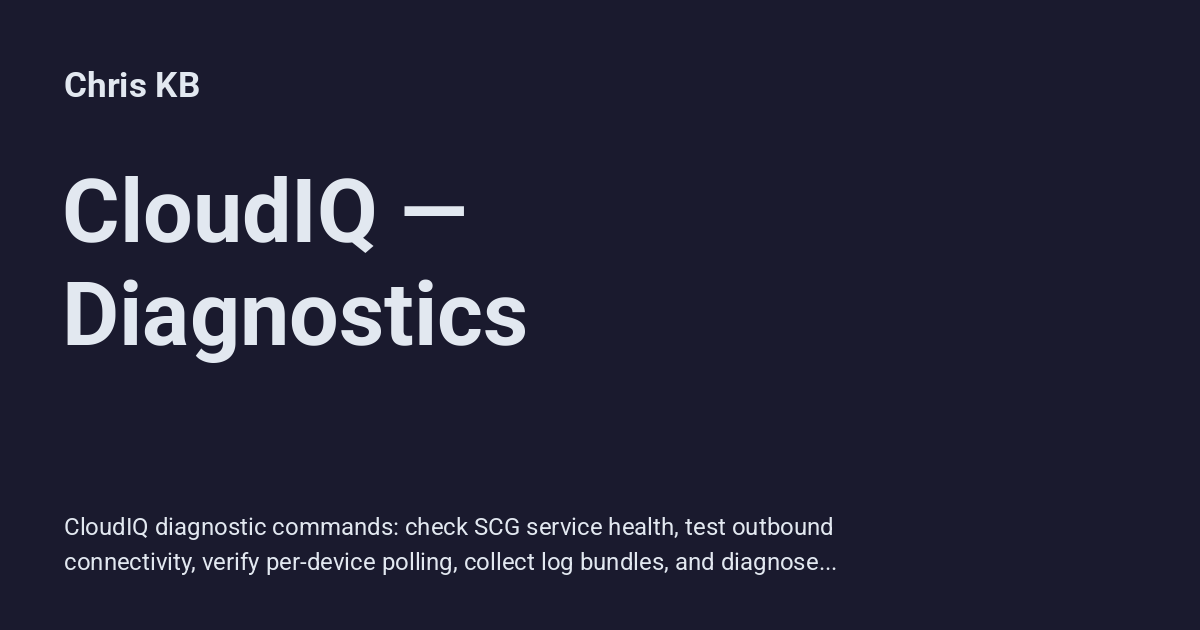 Chris KB
CloudIQ —
Diagnostics
CloudIQ diagnostic commands: check SCG service health, test outbound
connectivity, verify per-device polling, collect log bundles, and diagnose...